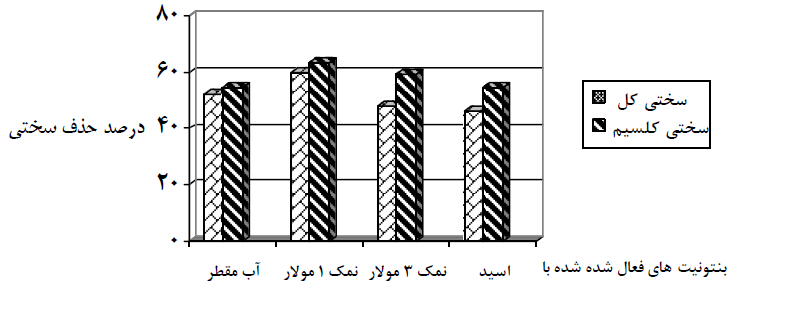 ۸۰
۶۰
۴۰
۲۰
۰
درصد حذف سختی
آب مقطر
نمک ۱ مولار
نمک ۳ مولار
اسید
بنتونیت های فعال شده شده با
سختی کل
سختی کلسیم